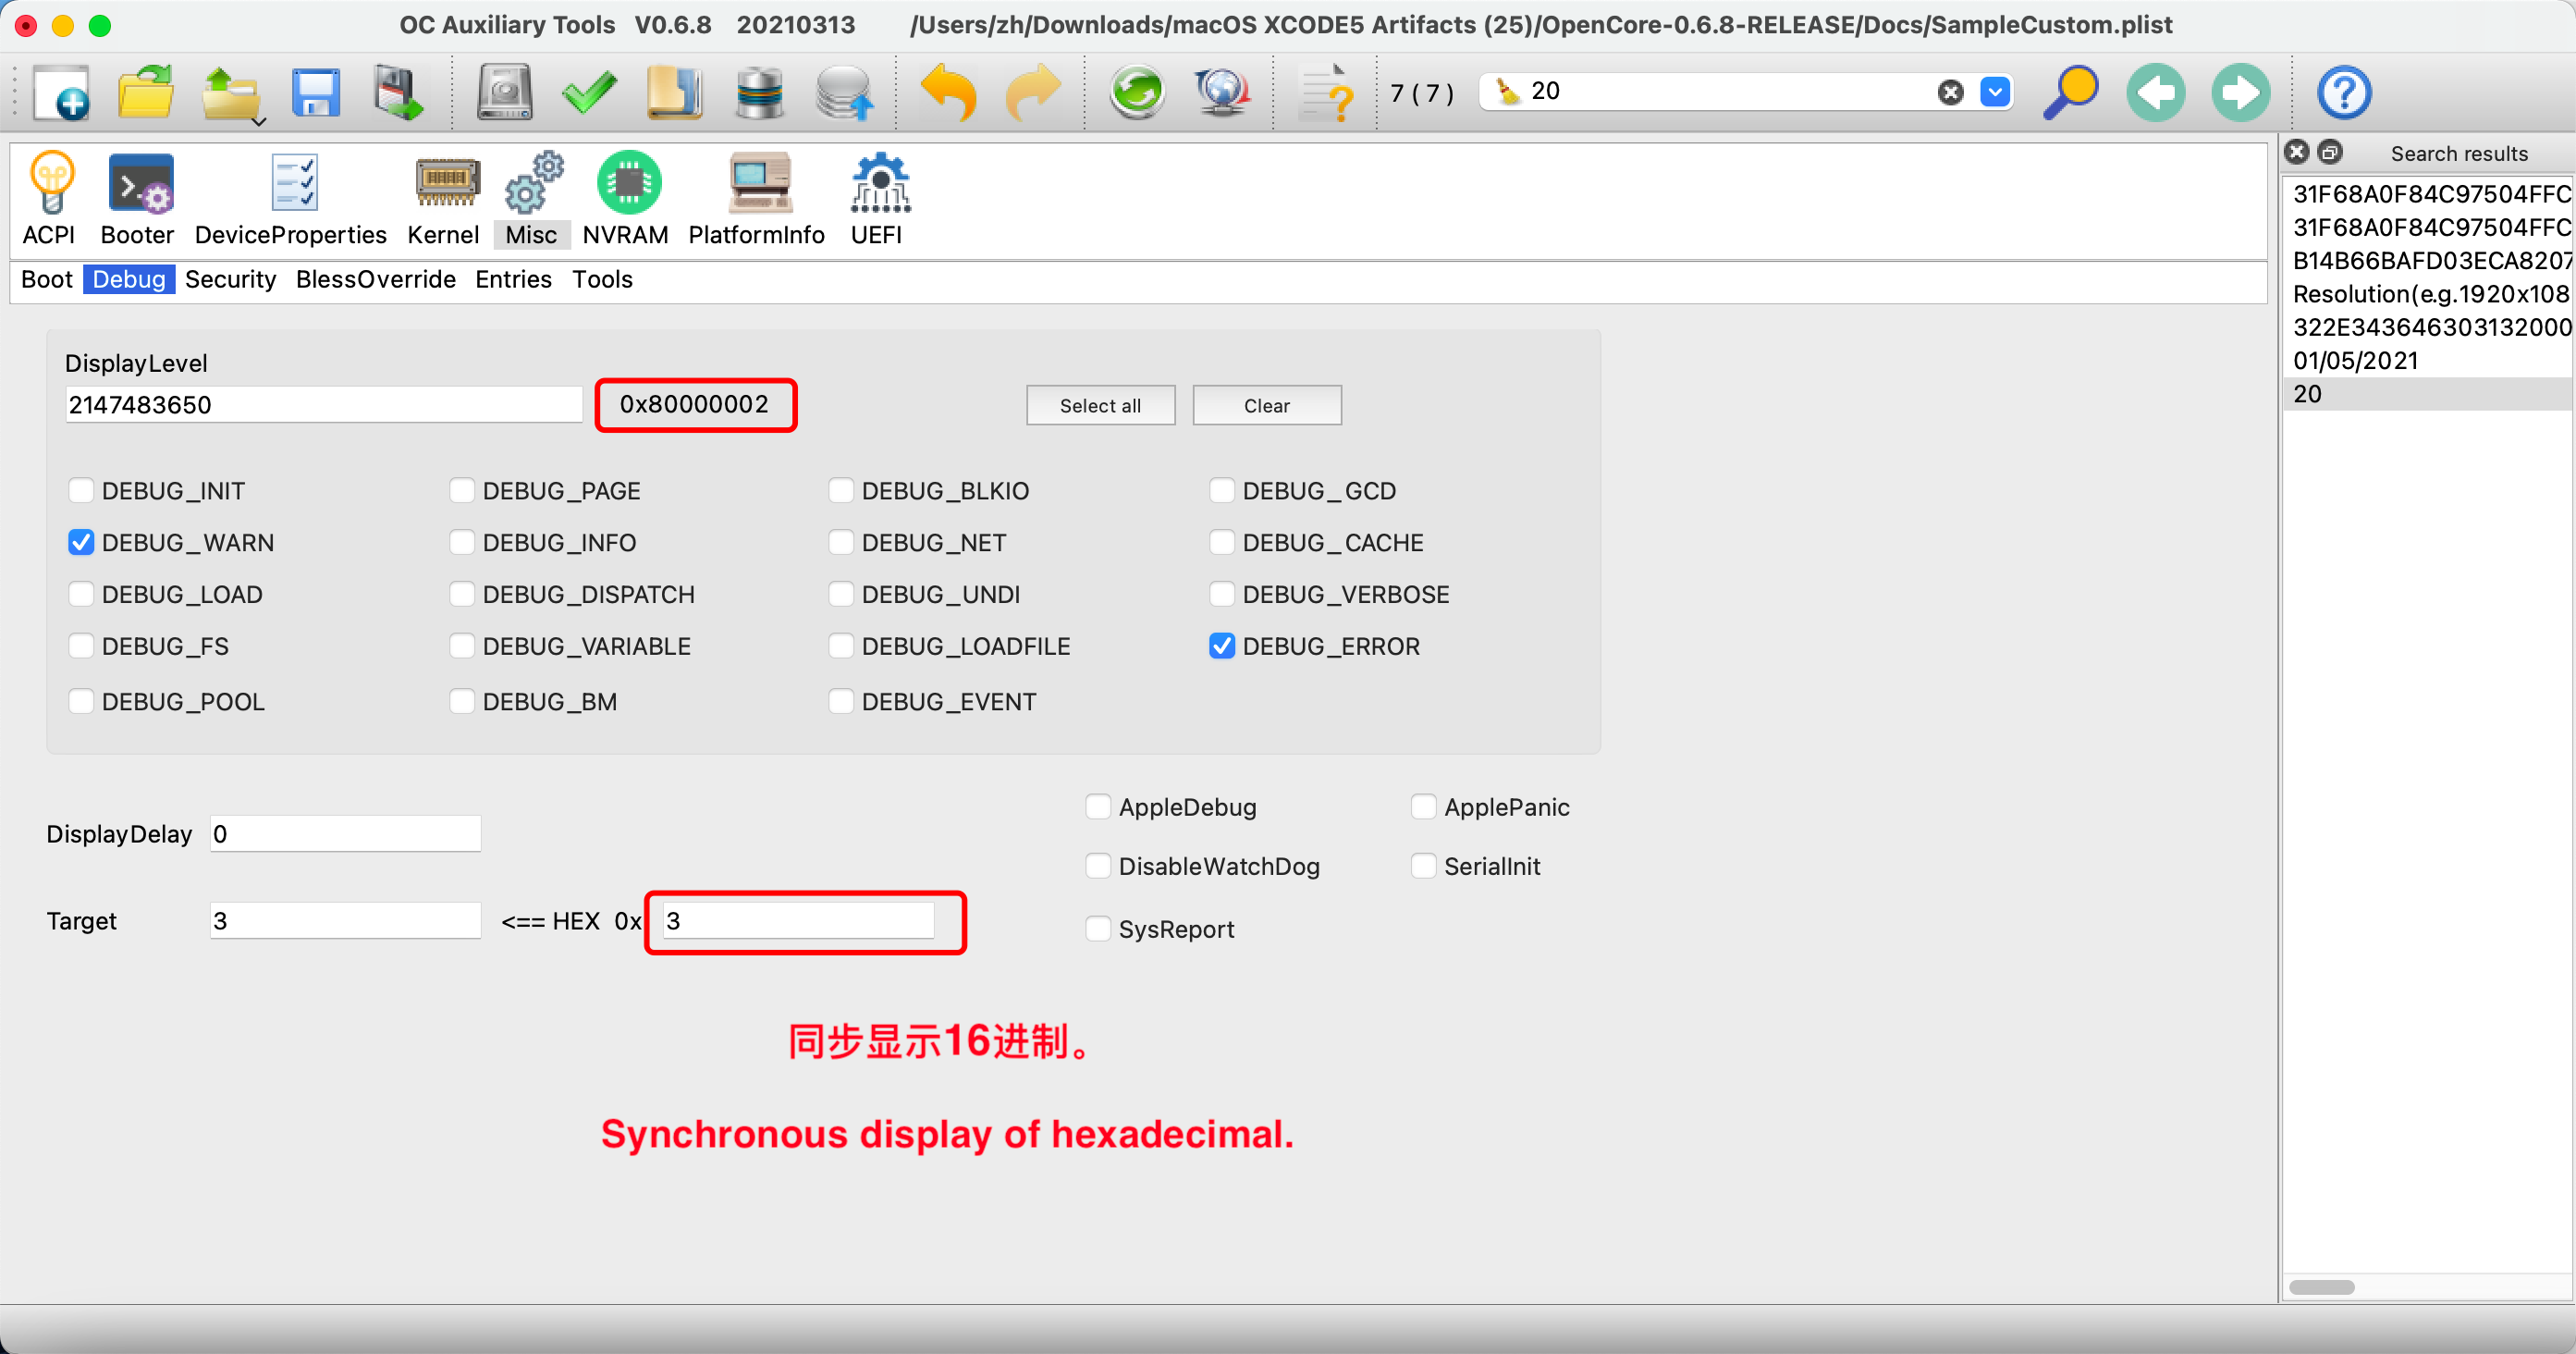 OC Auxiliary Tools V0.6.8 20210313 /Users/zh/Downloads/macOS XCODE5 Artifacts (25)/OpenCore-0.6.8-RELEASE/Docs/SampleCustom.plist
7 ( 7 ) 20
ACPI Booter DeviceProperties Kernel Misc NVRAM PlatformInfo UEFI
Boot Debug Security BlessOverride Entries Tools
DisplayLevel
2147483650 0x80000002 Select all Clear
DEBUG_INIT DEBUG_PAGE DEBUG_BLKIO DEBUG_GCD
DEBUG_WARN DEBUG_INFO DEBUG_NET DEBUG_CACHE
DEBUG_LOAD DEBUG_DISPATCH DEBUG_UNDI DEBUG_VERBOSE
DEBUG_FS DEBUG_VARIABLE DEBUG_LOADFILE DEBUG_ERROR
DEBUG_POOL DEBUG_BM DEBUG_EVENT
AppleDebug ApplePanic
DisplayDelay 0
DisableWatchDog SerialInit
Target 3 <== HEX 0x 3
SysReport
同步显示16进制。
Synchronous display of hexadecimal.
Search results
31F68A0F84C97504FFC
31F68A0F84C97504FFC
B14B66BAFD03ECA8207
Resolution(e.g.1920x108
322E343646303132000
01/05/2021
20